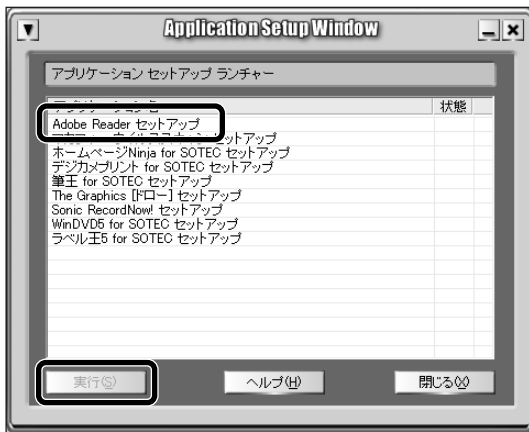 Application Setup Window
アプリケーション セットアップ ランチャー
状態
Adobe Reader セットアップ
セットアップ
ホームページNinja for SOTEC セットアップ
デジカメプリント for SOTEC セットアップ
筆王 for SOTEC セットアップ
The Graphics [ドロー] セットアップ
Sonic RecordNow! セットアップ
WinDVD5 for SOTEC セットアップ
ラベル王5 for SOTEC セットアップ
実行(S)
ヘルプ(H)
閉じる(X)